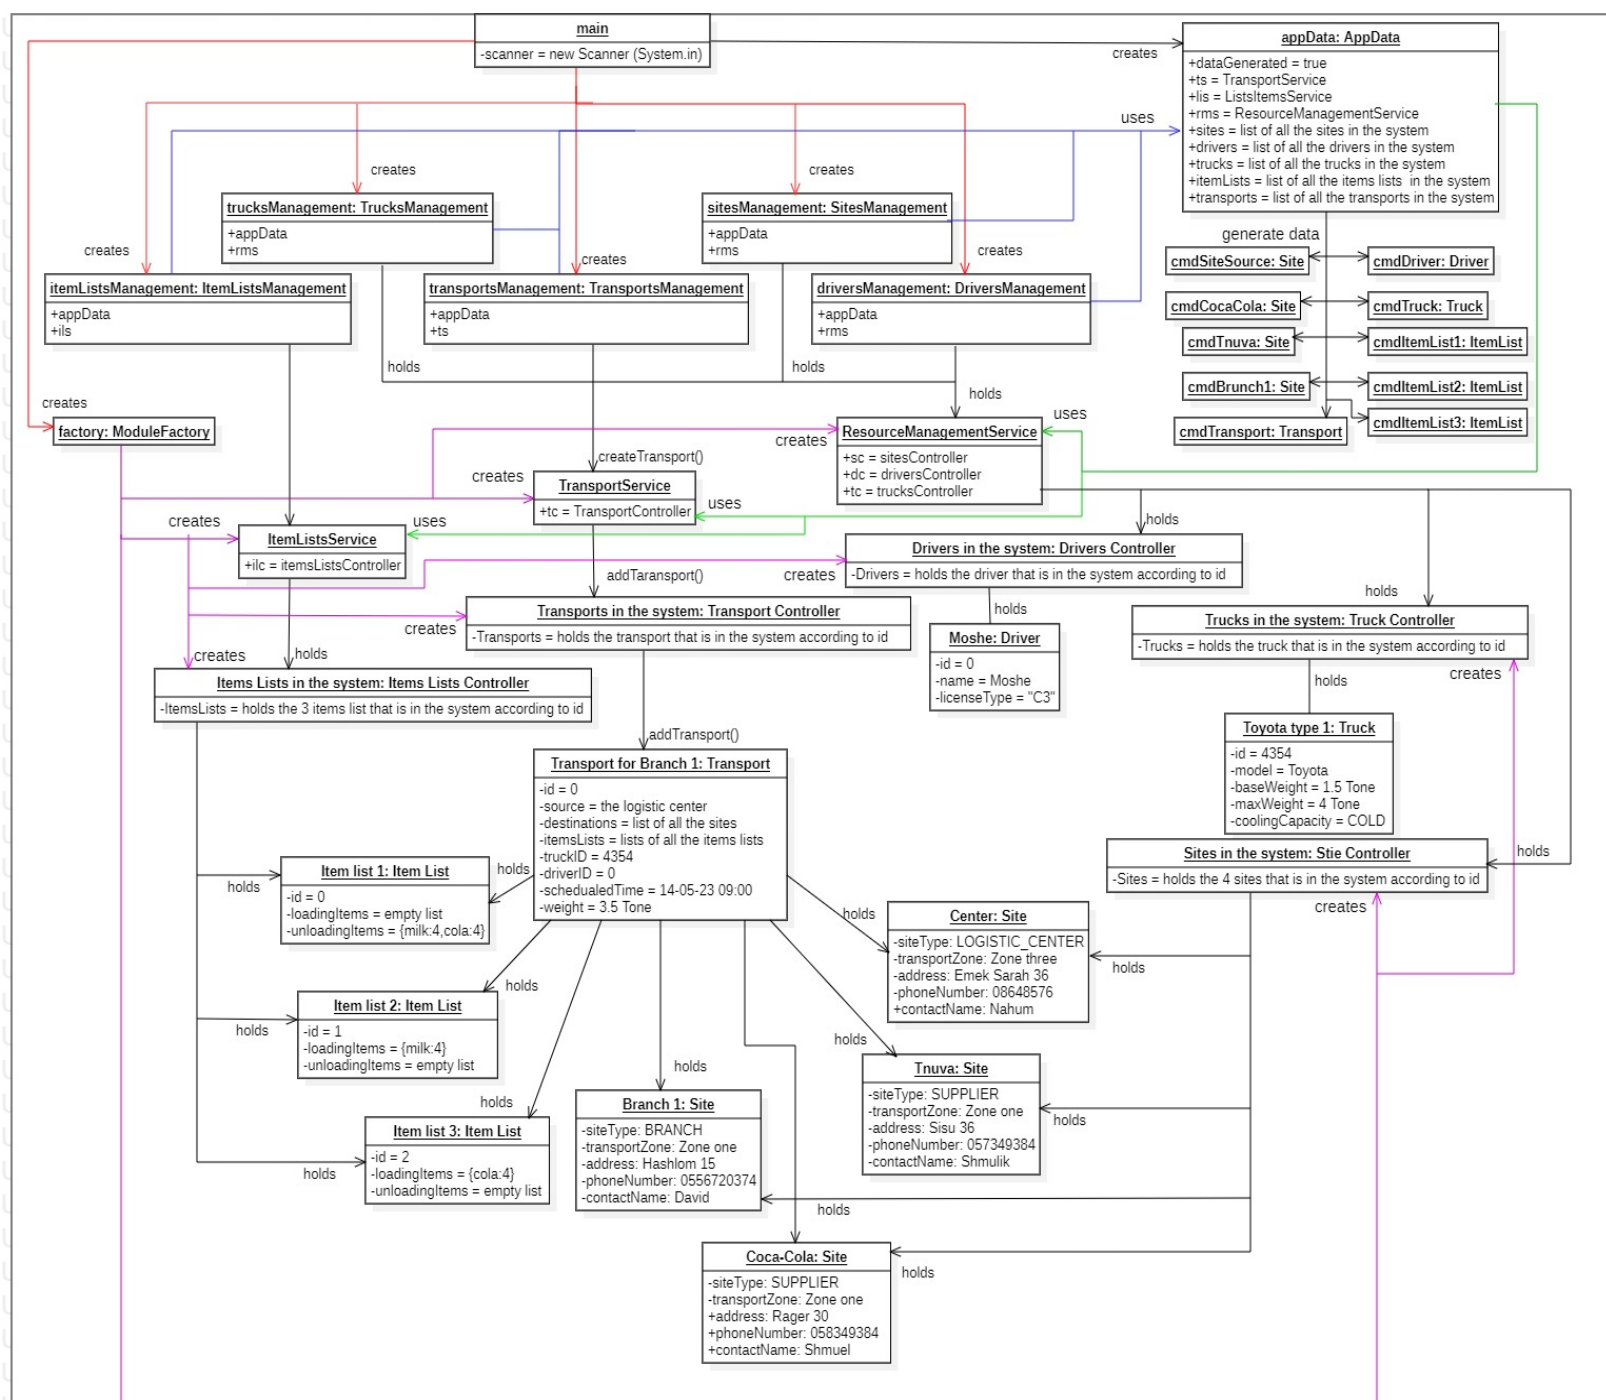 main
-scanner = new Scanner (System.in)
creates
appData: AppData
+dataGenerated = true
+ts = TransportService
+lis = ListsItemsService
+rms = ResourceManagementService
+sites = list of all the sites in the system
+drivers = list of all the drivers in the system
+trucks = list of all the trucks in the system
+itemLists = list of all the items lists  in the system
+transports = list of all the transports in the system
uses
creates
creates
trucksManagement: TrucksManagement
+appData
+rms
sitesManagement: SitesManagement
+appData
+rms
creates
creates
creates
itemListsManagement: ItemListsManagement
+appData
+ils
transportsManagement: TransportsManagement
+appData
+ts
driversManagement: DriversManagement
+appData
+rms
generate data
cmdSiteSource: Site
cmdDriver: Driver
cmdCocaCola: Site
cmdTruck: Truck
cmdTnuva: Site
cmdItemList1: ItemList
cmdBrunch1: Site
cmdItemList2: ItemList
cmdItemList3: ItemList
cmdTransport: Transport
holds
holds
holds
creates
factory: ModuleFactory
uses
creates
ResourceManagementService
+sc = sitesController
+dc = driversController
+tc = trucksController
createTransport()
creates
TransportService
+tc = TransportController
uses
creates
uses
ItemListsService
+ilc = itemsListsController
holds
Drivers in the system: Drivers Controller
-Drivers = holds the driver that is in the system according to id
creates
addTaransport()
holds
holds
Transports in the system: Transport Controller
-Transports = holds the transport that is in the system according to id
creates
Trucks in the system: Truck Controller
-Trucks = holds the truck that is in the system according to id
creates
Moshe: Driver
-id = 0
-name = Moshe
-licenseType = "C3"
creates
holds
Items Lists in the system: Items Lists Controller
-ItemsLists = holds the 3 items list that is in the system according to id
holds
addTransport()
Toyota type 1: Truck
-id = 4354
-model = Toyota
-baseWeight = 1.5 Tone
-maxWeight = 4 Tone
-coolingCapacity = COLD
Transport for Branch 1: Transport
-id = 0
-source = the logistic center
-destinations = list of all the sites
-itemsLists = lists of all the items lists
-truckID = 4354
-driverID = 0
-schedualedTime = 14-05-23 09:00
-weight = 3.5 Tone
Sites in the system: Stie Controller
-Sites = holds the 4 sites that is in the system according to id
holds
creates
holds
holds
Item list 1: Item List
-id = 0
-loadingItems = empty list
-unloadingItems = {milk:4,cola:4}
holds
Center: Site
-siteType: LOGISTIC_CENTER
-transportZone: Zone three
-address: Emek Sarah 36
-phoneNumber: 08648576
+contactName: Nahum
holds
holds
holds
Item list 2: Item List
-id = 1
-loadingItems = {milk:4}
-unloadingItems = empty list
holds
holds
Tnuva: Site
-siteType: SUPPLIER
-transportZone: Zone one
-address: Sisu 36
-phoneNumber: 057349384
-contactName: Shmulik
holds
holds
Branch 1: Site
-siteType: BRANCH
-transportZone: Zone one
-address: Hashlom 15
-phoneNumber: 0556720374
-contactName: David
holds
holds
Item list 3: Item List
-id = 2
-loadingItems = {cola:4}
-unloadingItems = empty list
holds
Coca-Cola: Site
-siteType: SUPPLIER
-transportZone: Zone one
+address: Rager 30
+phoneNumber: 058349384
+contactName: Shmuel
holds